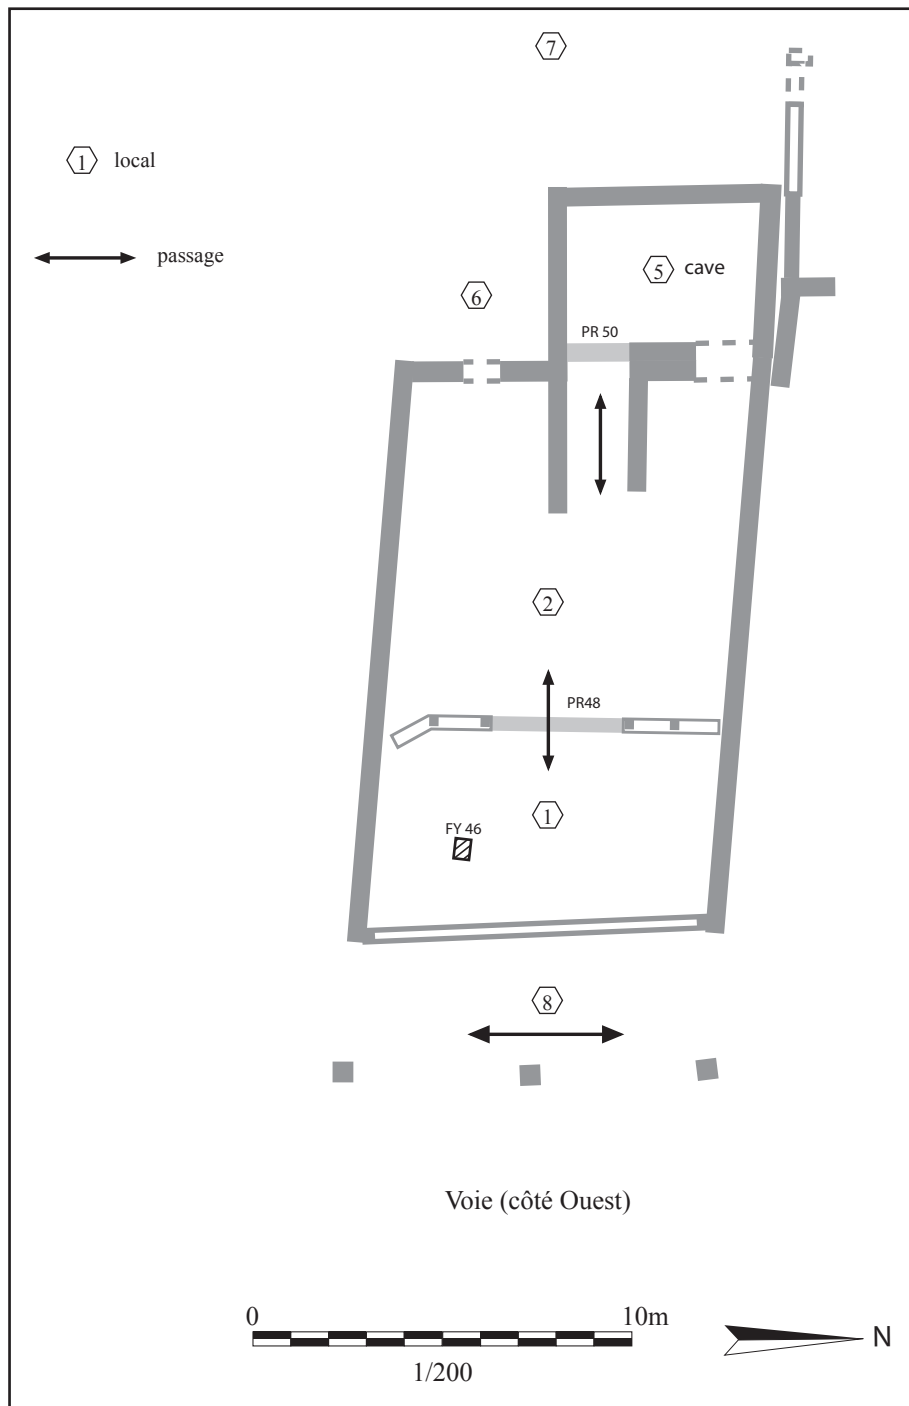 7
1 local
passage
5 cave
6
PR 50
2
PR48
1
FY 46
8
Voie (côté Ouest)
0 10m
1/200
N